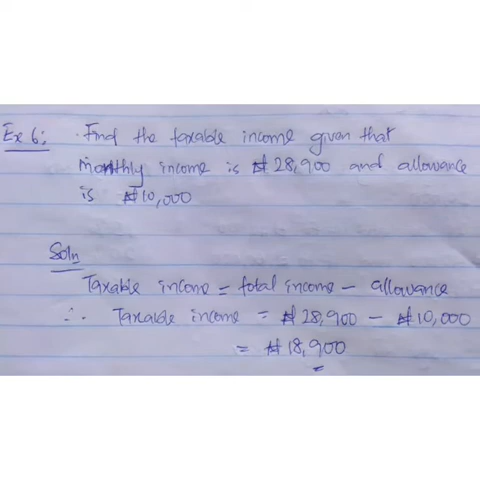 Ex 6: . Find the taxable income given that
monthly income is ₦28,900 and allowance
is ₦10,000
Soln
Taxable income = total income - allowance
∴ Taxable income = ₦28,900 - ₦10,000
= ₦18,900